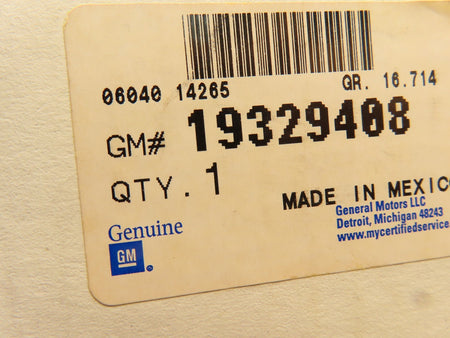 06040 14265 GR. 16.714
GM# 19329408
QTY. 1
MADE IN MEXICO
General Motors LLC
Detroit, Michigan 48243
www.mycertifiedservice
Genuine
GM